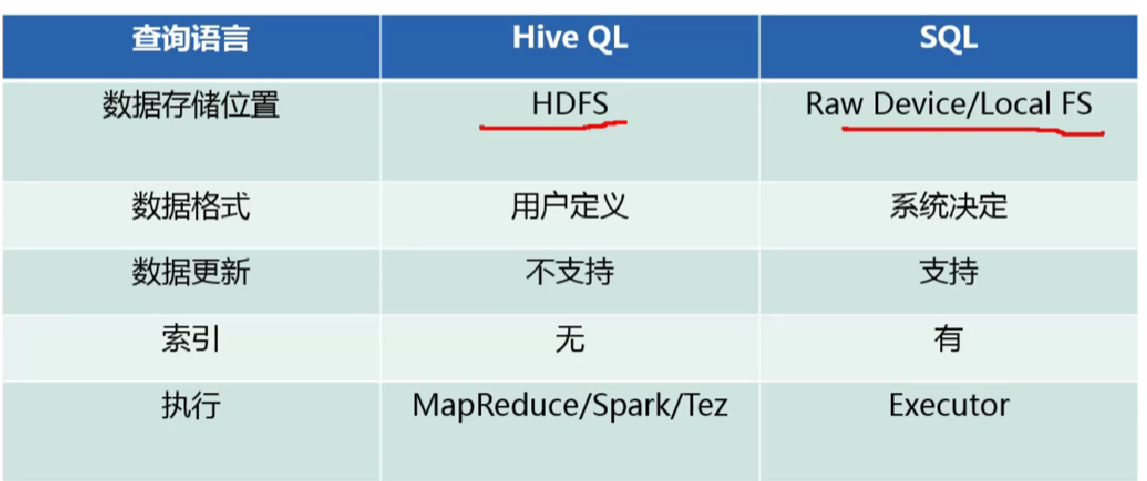 查询语言 Hive QL SQL
数据存储位置 HDFS Raw Device/Local FS
数据格式 用户定义 系统决定
数据更新 不支持 支持
索引 无 有
执行 MapReduce/Spark/Tez Executor